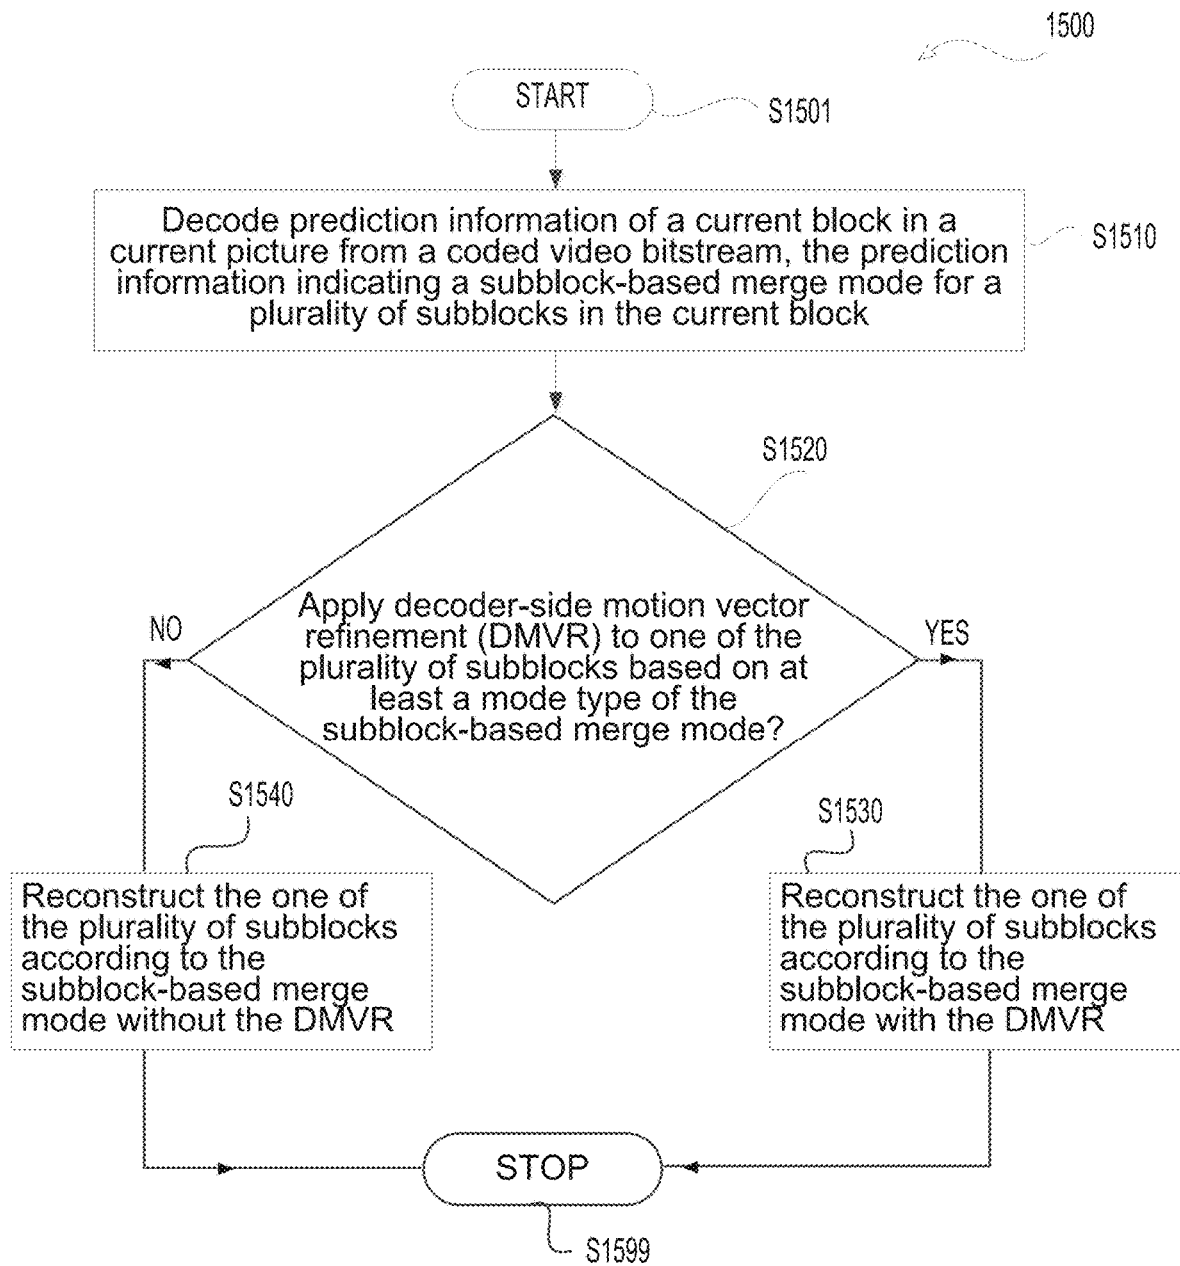 1500
START
S1501
Decode prediction information of a current block in a
current picture from a coded video bitstream, the prediction
information indicating a subblock-based merge mode for a
plurality of subblocks in the current block
S1510
S1520
Apply decoder-side motion vector
refinement (DMVR) to one of the
plurality of subblocks based on at
least a mode type of the
subblock-based merge mode?
NO
YES
S1540
S1530
Reconstruct the one of
the plurality of subblocks
according to the
subblock-based merge
mode without the DMVR
Reconstruct the one of
the plurality of subblocks
according to the
subblock-based merge
mode with the DMVR
STOP
S1599